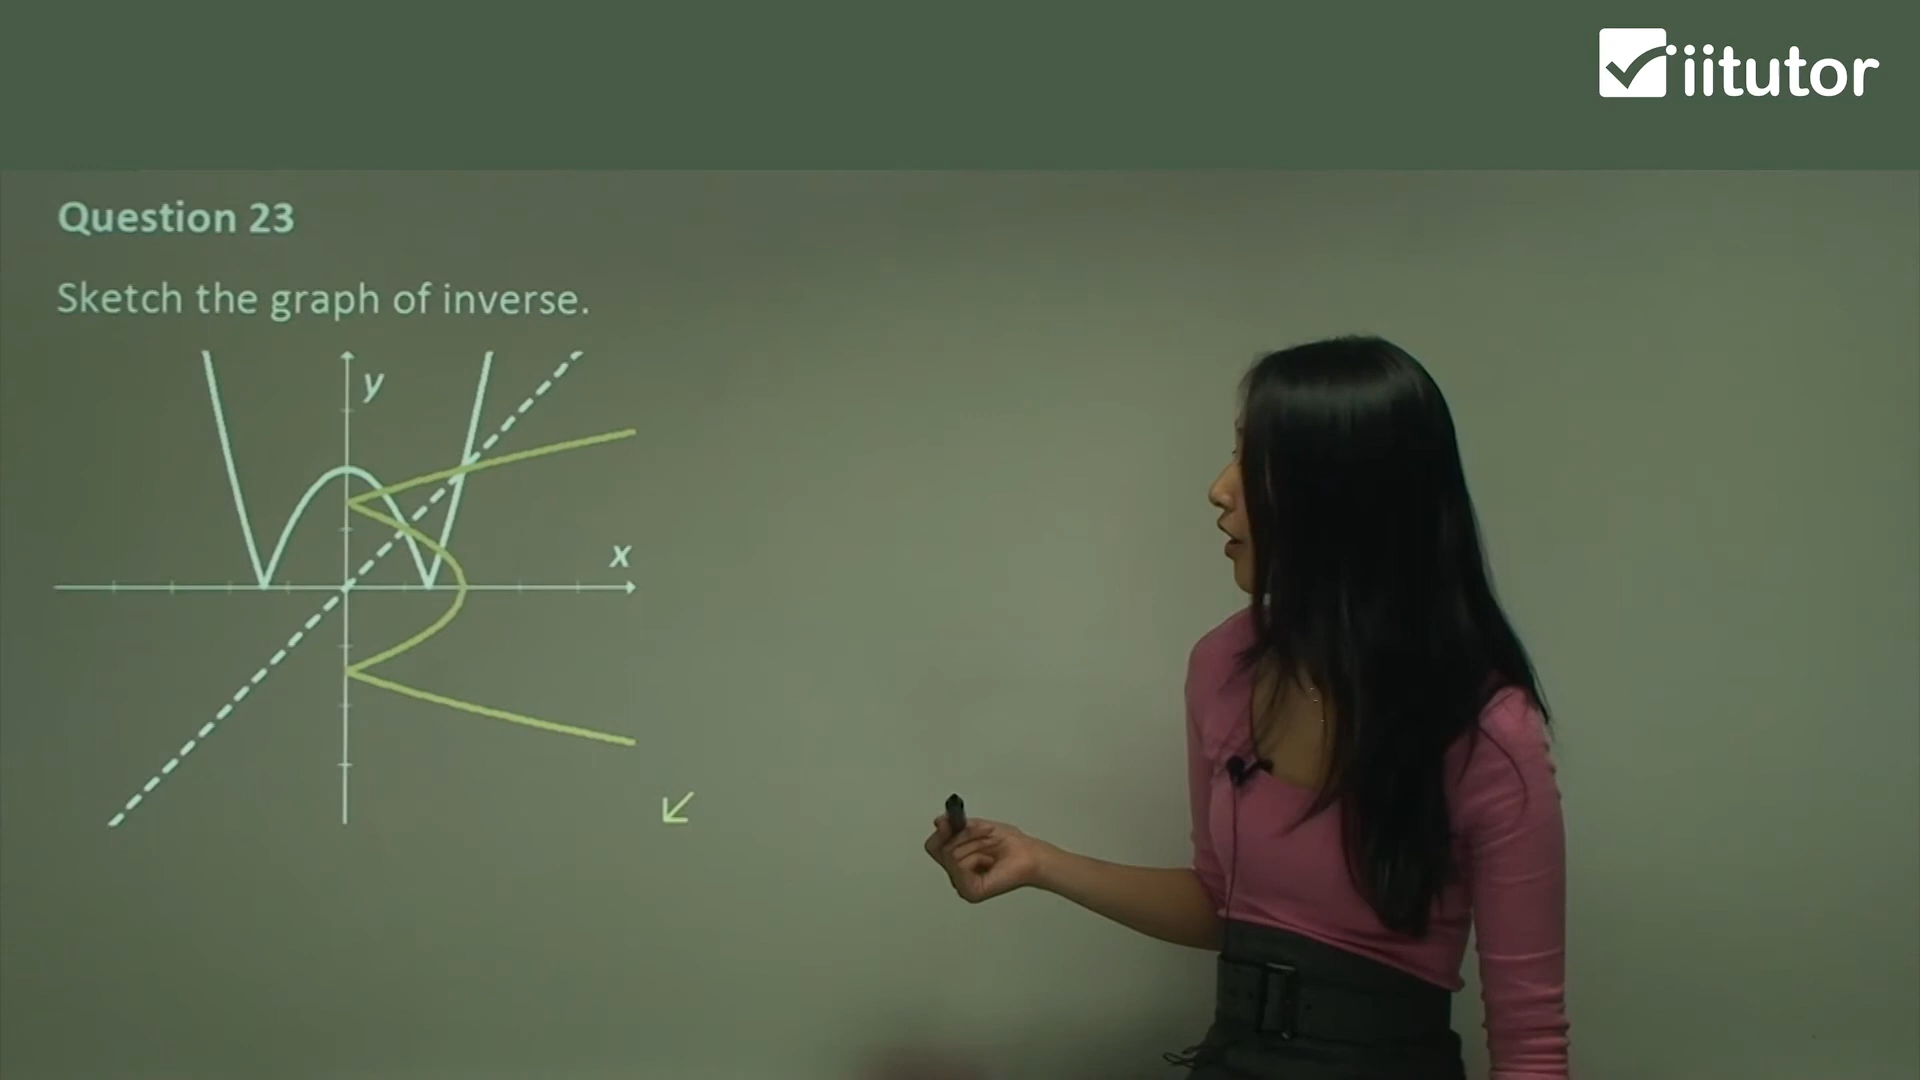 iitutor
Question 23
Sketch the graph of inverse.
y
x